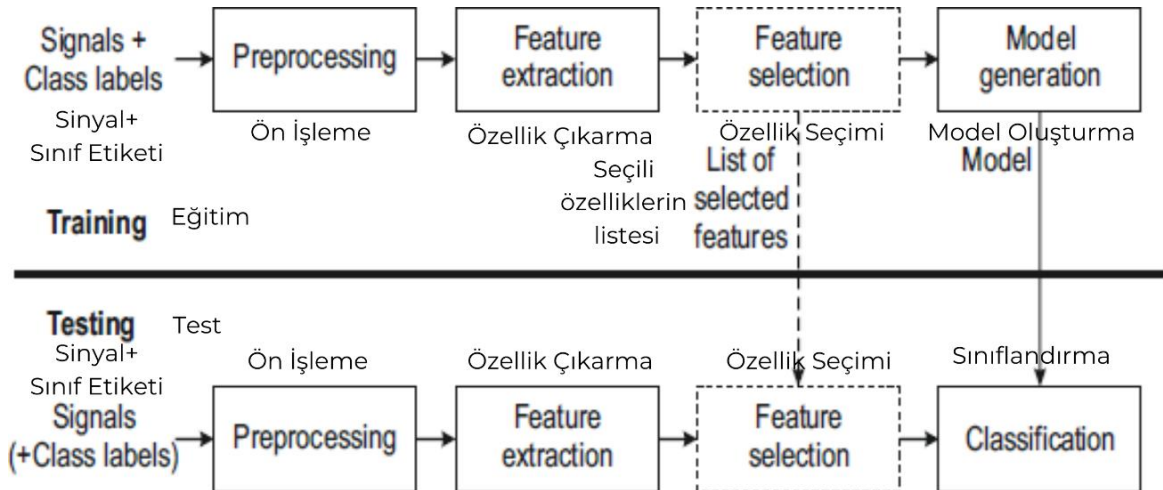 Signals +
Class labels
Preprocessing
Feature
extraction
Feature
selection
Model
generation
Sinyal+
Sınıf Etiketi
Ön İşleme
Özellik Çıkarma
Özellik Seçimi
Model Oluşturma
Seçili
özelliklerin
listesi
List of
selected
features
Model
Training
Eğitim
Testing
Test
Sinyal+
Sınıf Etiketi
Ön İşleme
Özellik Çıkarma
Özellik Seçimi
Sınıflandırma
Signals
(+Class labels)
Preprocessing
Feature
extraction
Feature
selection
Classification